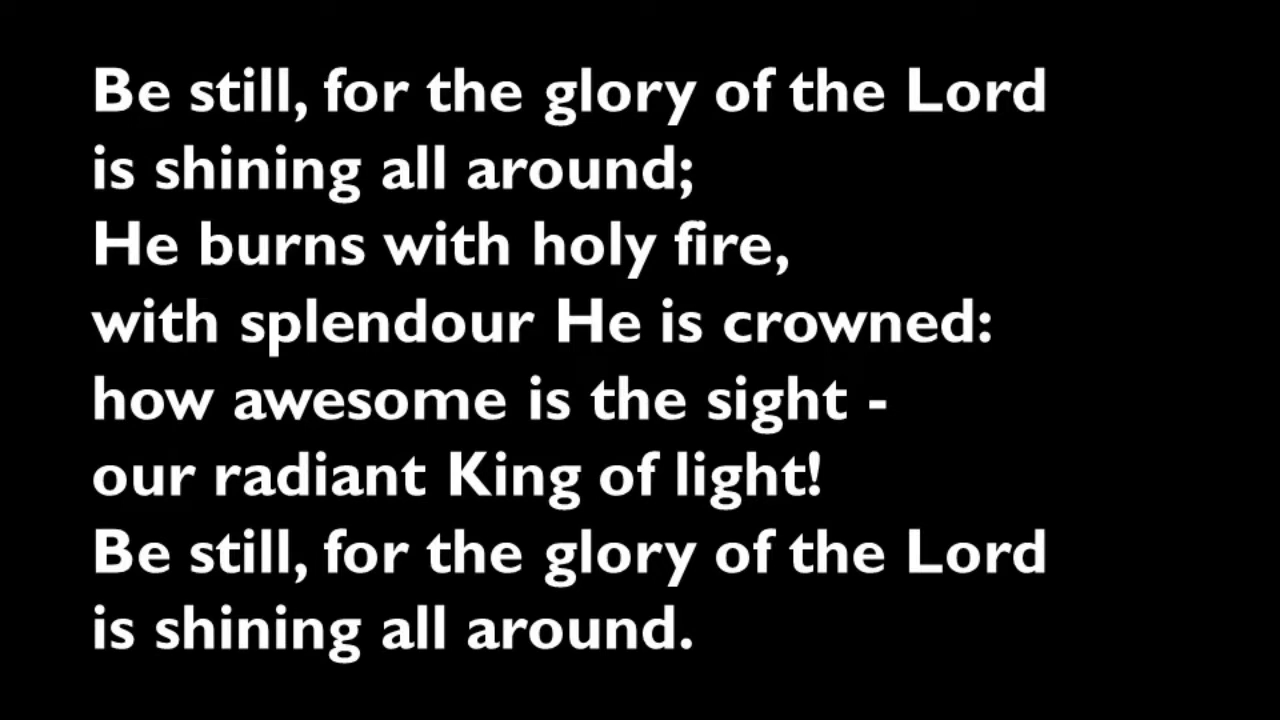 Be still, for the glory of the Lord
is shining all around;
He burns with holy fire,
with splendour He is crowned:
how awesome is the sight -
our radiant King of light!
Be still, for the glory of the Lord
is shining all around.